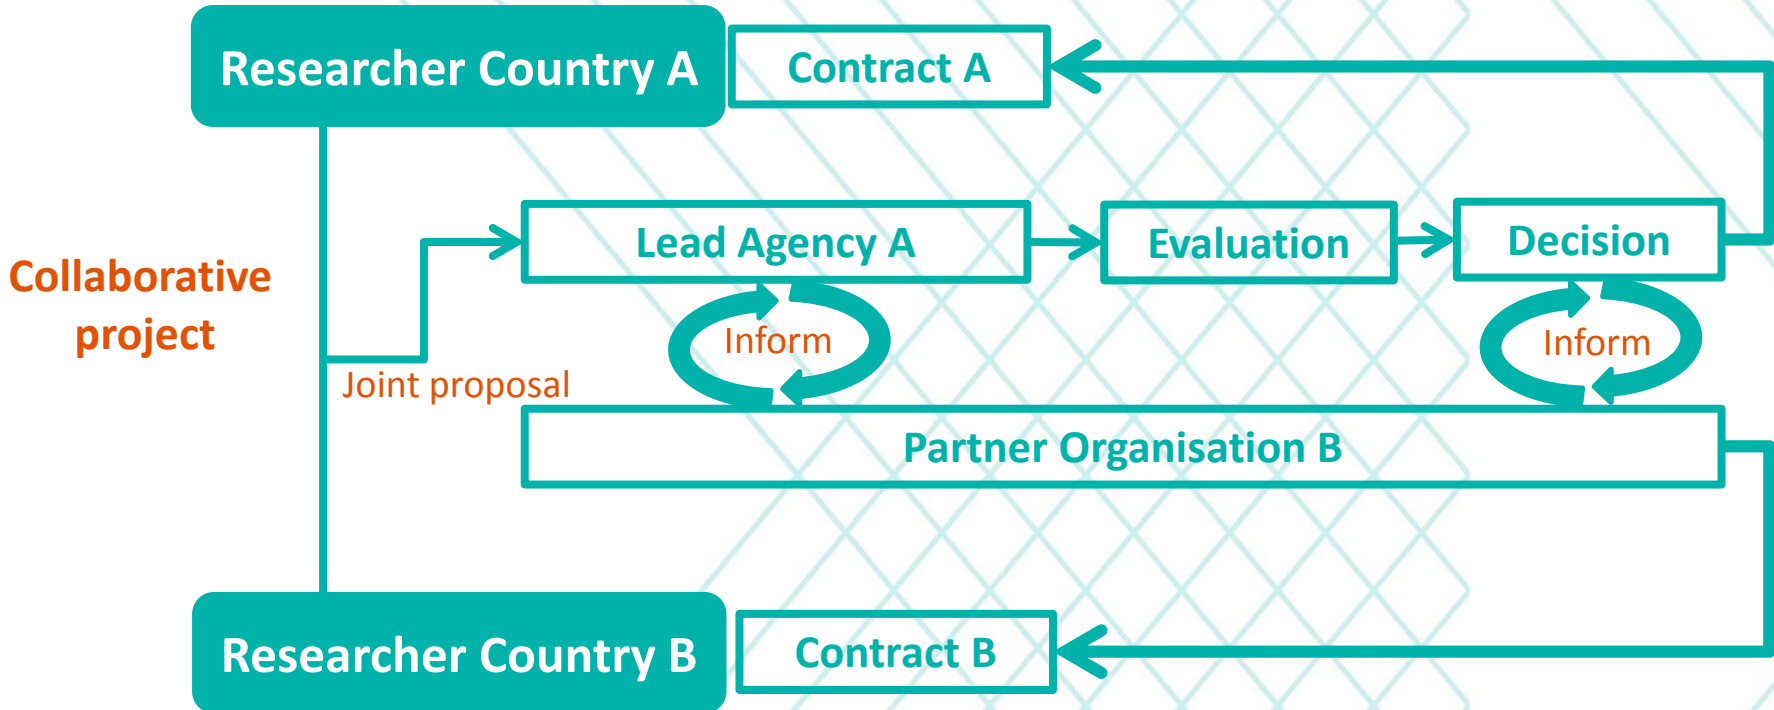 Researcher Country A
Contract A
Lead Agency A
Evaluation
Decision
Collaborative
project
Inform
Inform
Joint proposal
Partner Organisation B
Researcher Country B
Contract B